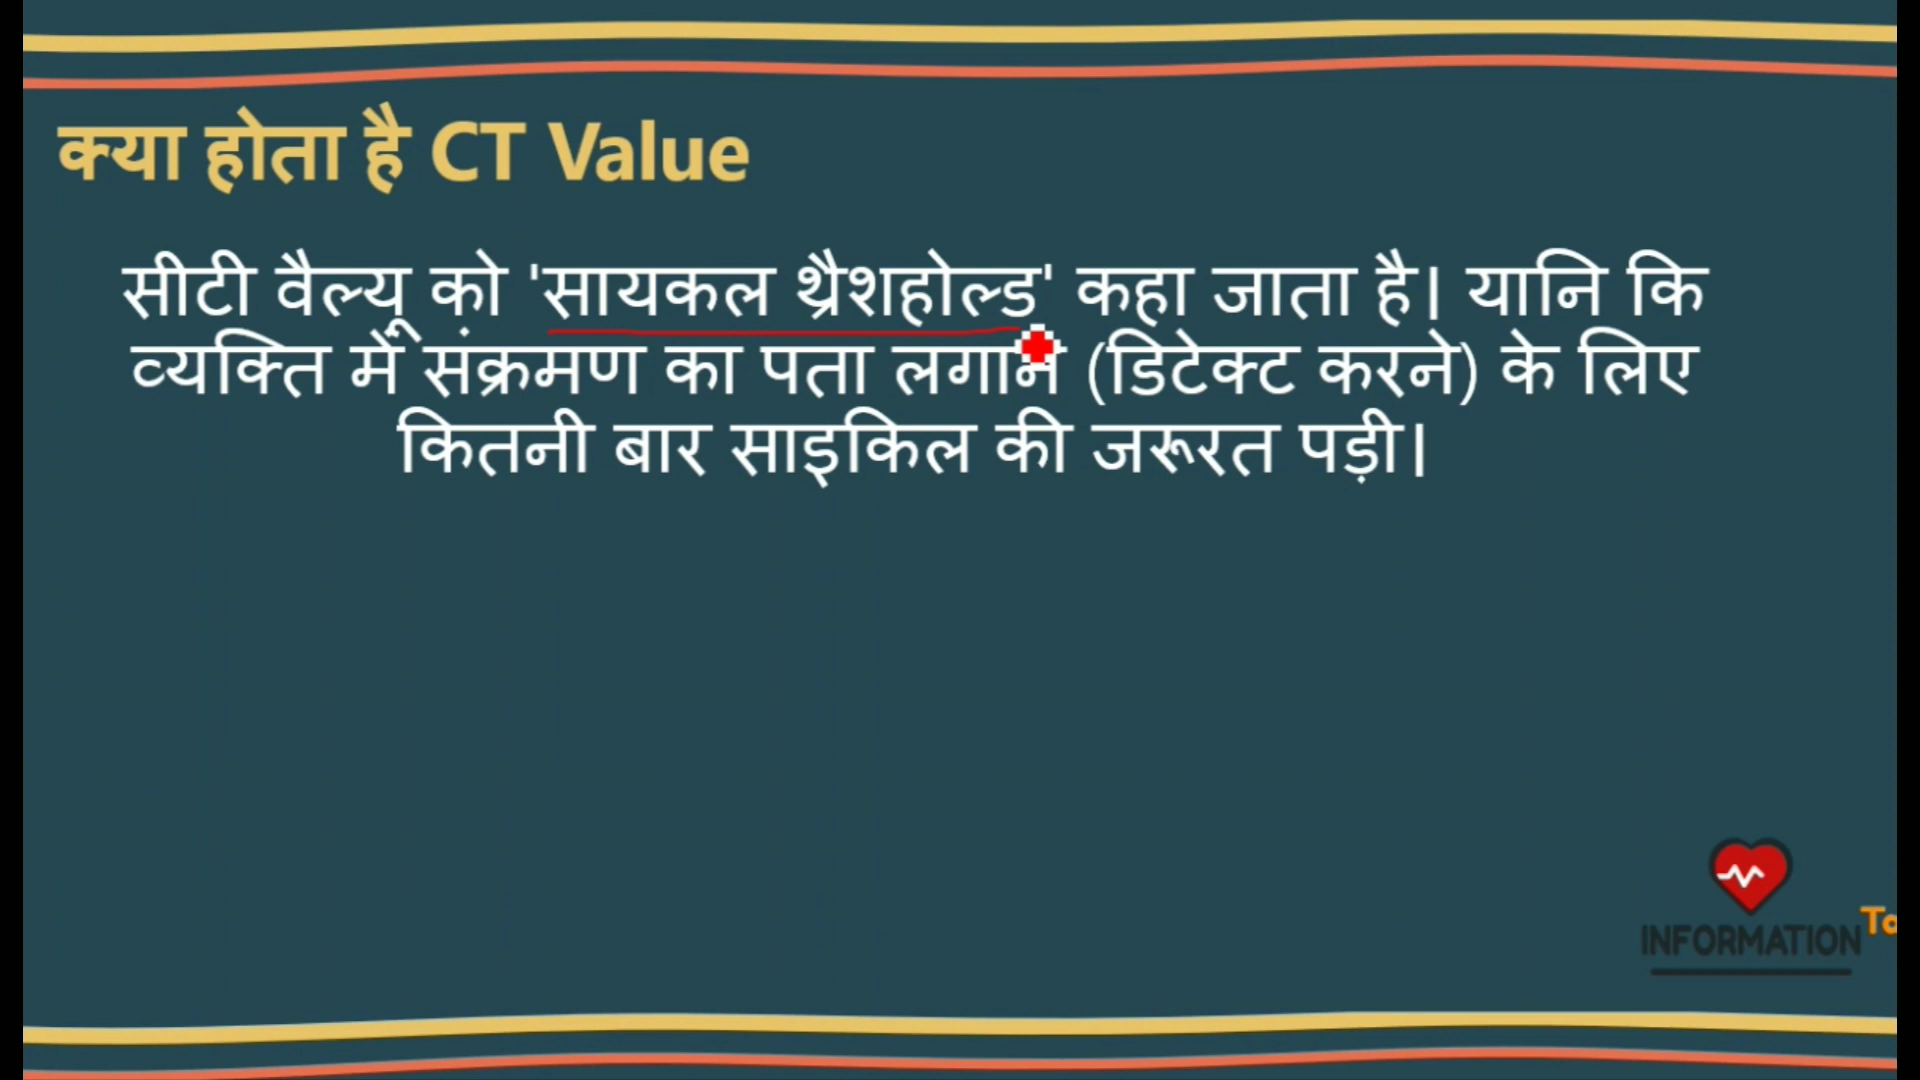 क्या होता है CT Value
सीटी वैल्यू को 'सायकल थ्रैशहोल्ड' कहा जाता है। यानि कि
व्यक्ति में संक्रमण का पता लगाने (डिटेक्ट करने) के लिए
कितनी बार साइकिल की जरूरत पड़ी।
INFORMATION